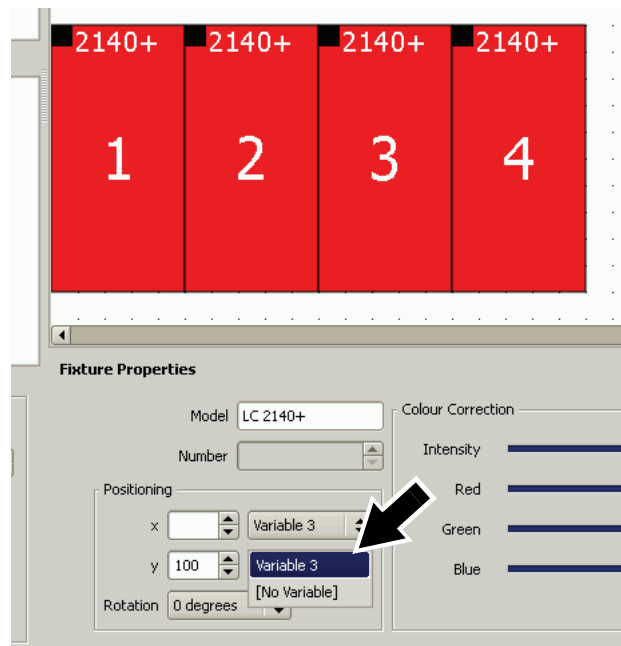 2140+ 2140+ 2140+ 2140+
1 2 3 4
Fixture Properties
Model LC 2140+
Number
Positioning
x Variable 3
y 100
Variable 3
[No Variable]
Rotation 0 degrees
Colour Correction
Intensity
Red
Green
Blue